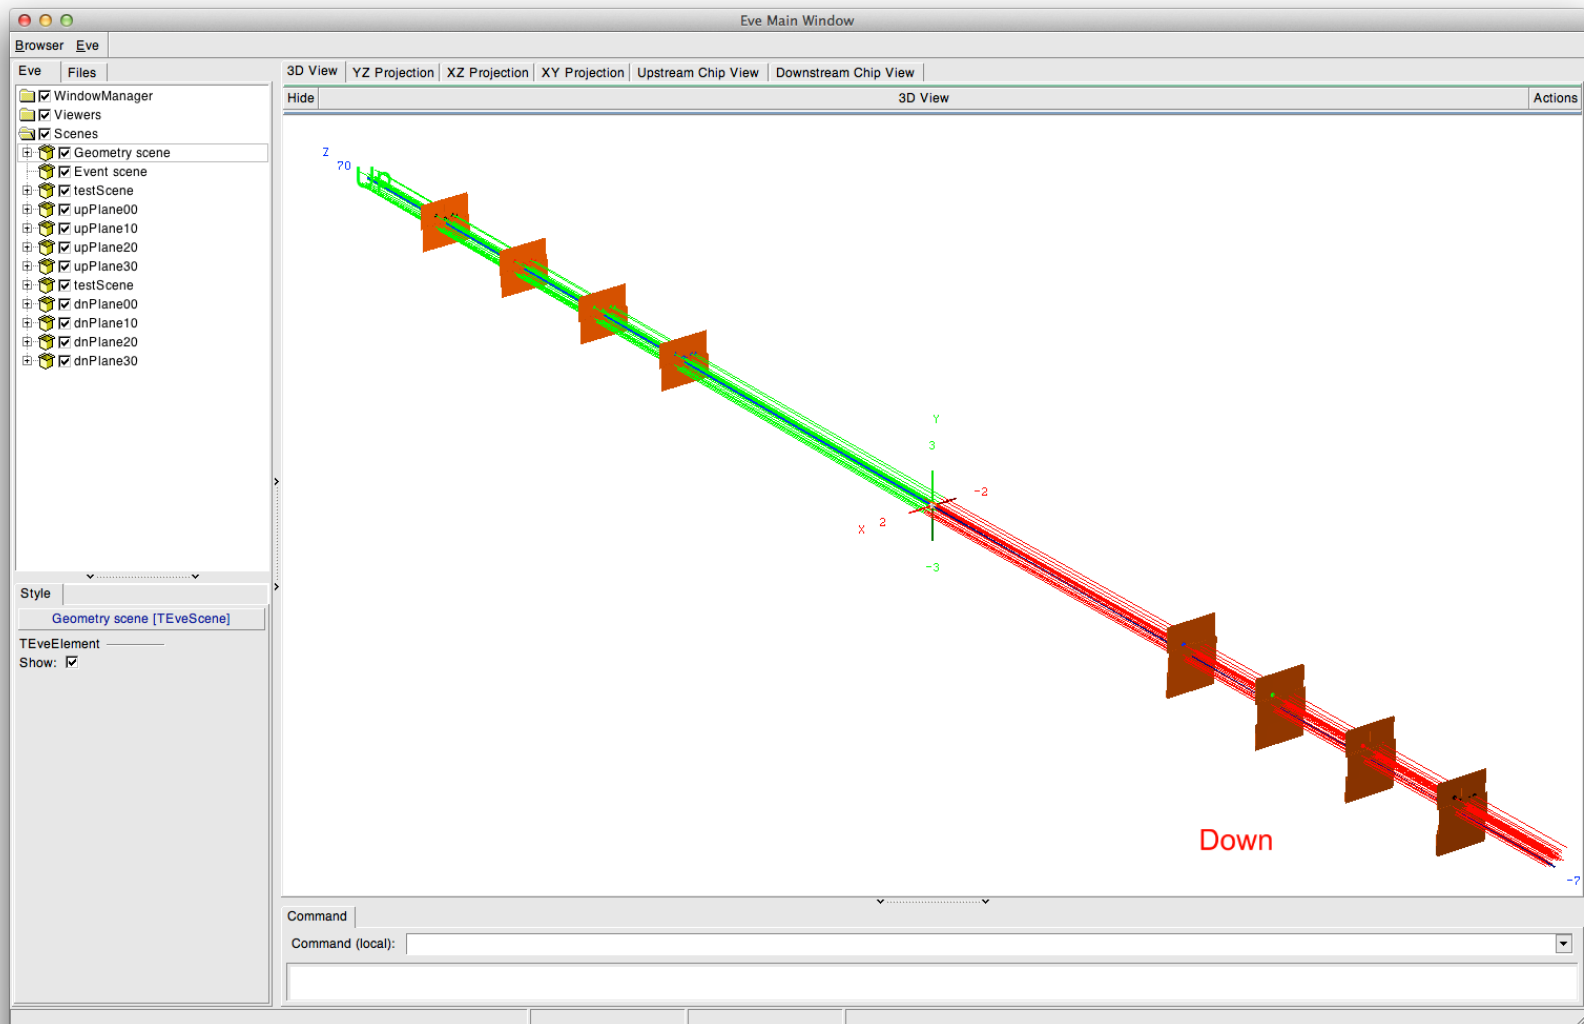 Eve Main Window
Browser Eve
Eve Files
3D View YZ Projection XZ Projection XY Projection Upstream Chip View Downstream Chip View
Hide 3D View Actions
WindowManager
Viewers
Scenes
Geometry scene
Event scene
testScene
upPlane00
upPlane10
upPlane20
upPlane30
testScene
dnPlane00
dnPlane10
dnPlane20
dnPlane30
Style
Geometry scene [TEveScene]
TEveElement
Show:
Z
70
Up
Y
3
-2
X 2
-3
Down
-7
Command
Command (local):